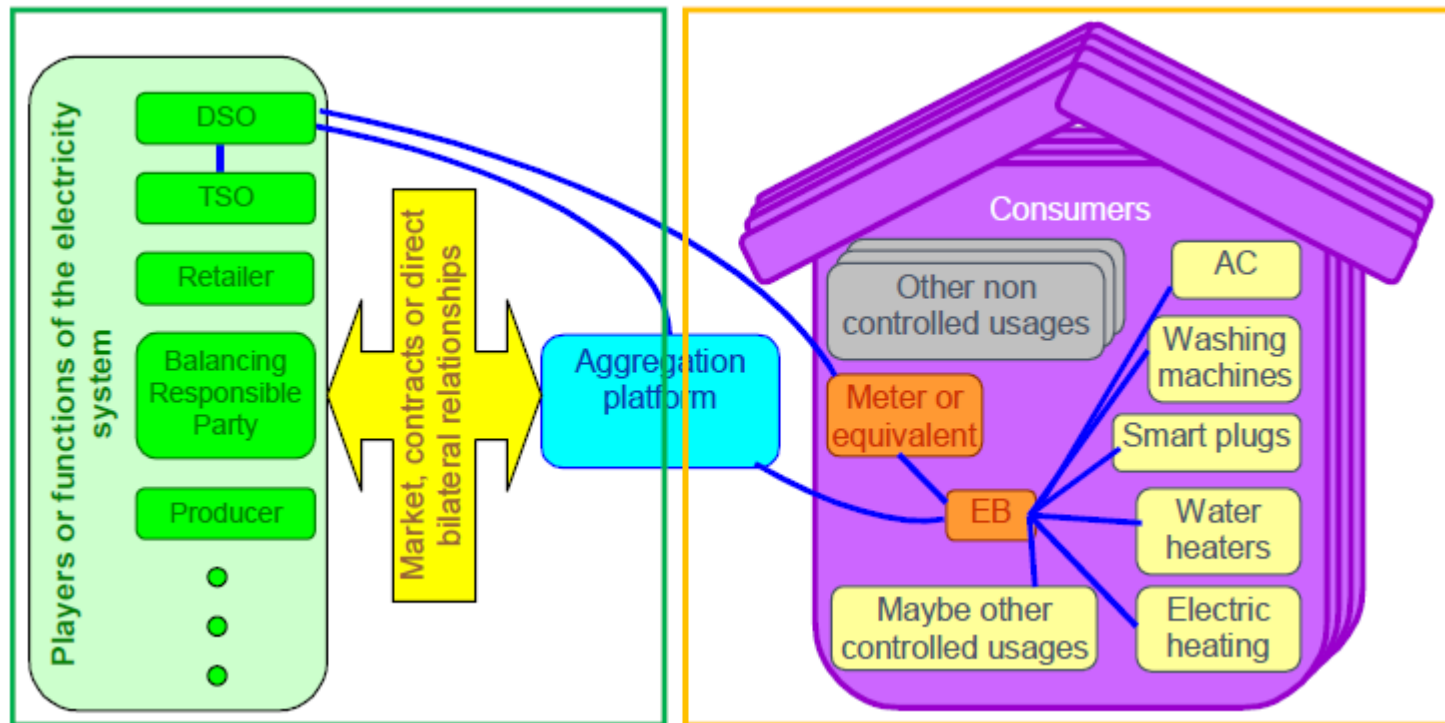 Players or functions of the electricity
system
DSO
TSO
Retailer
Balancing
Responsible
Party
Producer
Market, contracts or direct
bilateral relationships
Aggregation
platform
Consumers
Other non
controlled usages
Meter or
equivalent
EB
AC
Washing
machines
Smart plugs
Water
heaters
Electric
heating
Maybe other
controlled usages